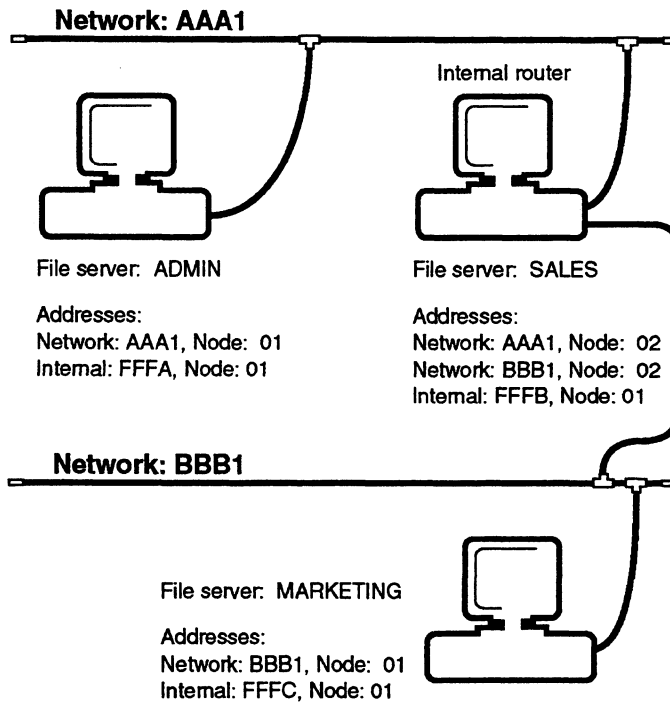 Network: AAA1
Internal router
File server: ADMIN
Addresses:
Network: AAA1, Node: 01
Internal: FFFA, Node: 01
File server: SALES
Addresses:
Network: AAA1, Node: 02
Network: BBB1, Node: 02
Internal: FFFB, Node: 01
Network: BBB1
File server: MARKETING
Addresses:
Network: BBB1, Node: 01
Internal: FFFC, Node: 01